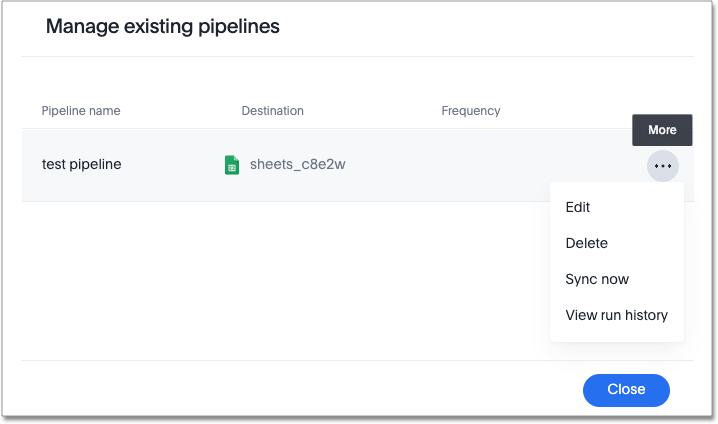 Manage existing pipelines
Pipeline name Destination Frequency
More
test pipeline sheets_c8e2w
Edit
Delete
Sync now
View run history
Close